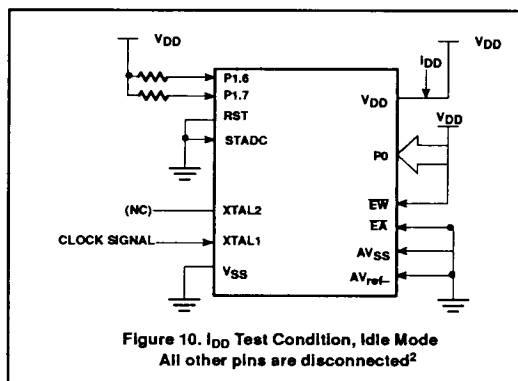 VDD
VDD
IDD
P1.6
P1.7
VDD
RST
VDD
STADC
P0
(NC)
XTAL2
EW
EA
CLOCK SIGNAL
XTAL1
AVSS
VSS
AVref–
Figure 10. IDD Test Condition, Idle Mode
All other pins are disconnected2